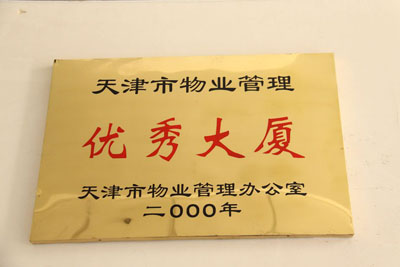 天津市物业管理
优秀大厦
天津市物业管理办公室
二000年